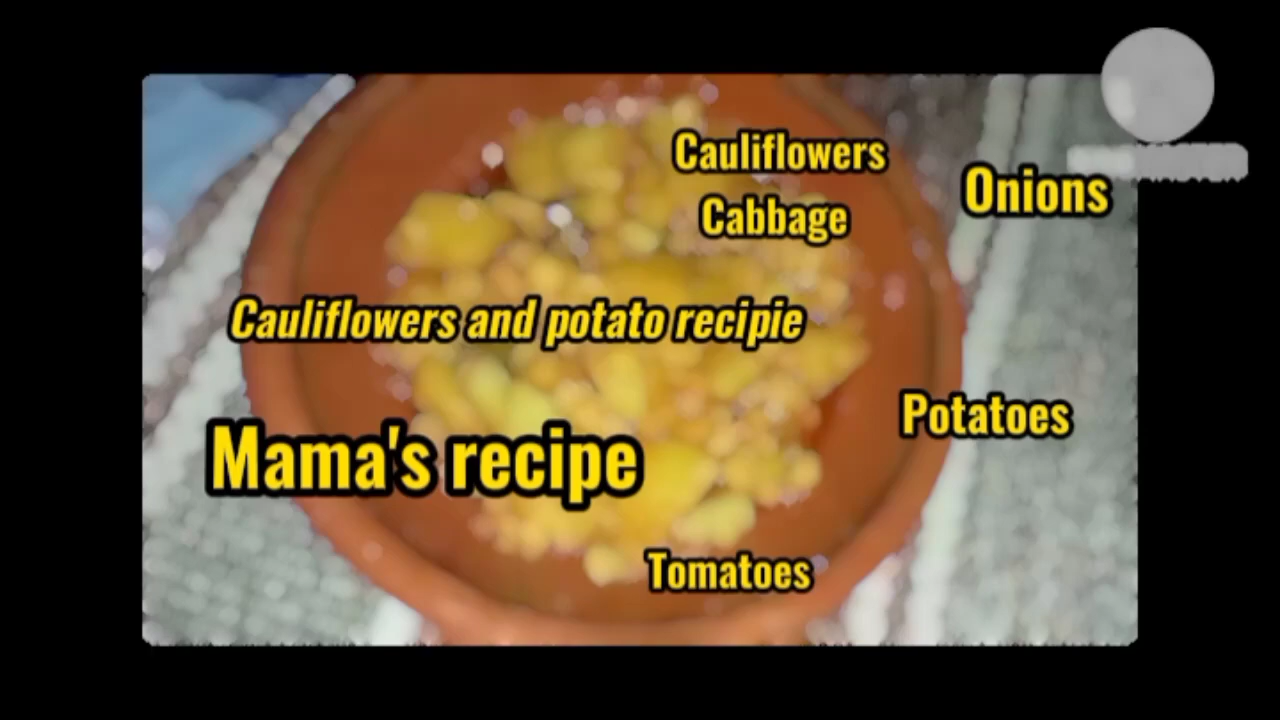 Cauliflowers
Onions
Cabbage
Cauliflowers and potato recipie
Potatoes
Mama's recipe
Tomatoes